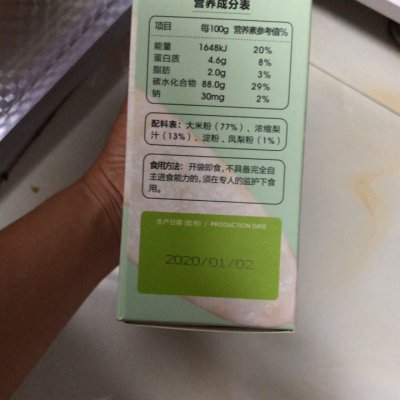 营养成分表
项目 每100g 营养素参考值%
能量 1648kJ 20%
蛋白质 4.6g 8%
脂肪 2.0g 3%
碳水化合物 88.0g 29%
钠 30mg 2%
配料表：大米粉（77%）、浓缩梨
汁（13%）、淀粉、凤梨粉（1%）
食用方法：开袋即食，不具备完全自
主进食能力的，须在专人的监护下食
用。
生产日期（批号）/ PRODUCTION DATE
2020/01/02